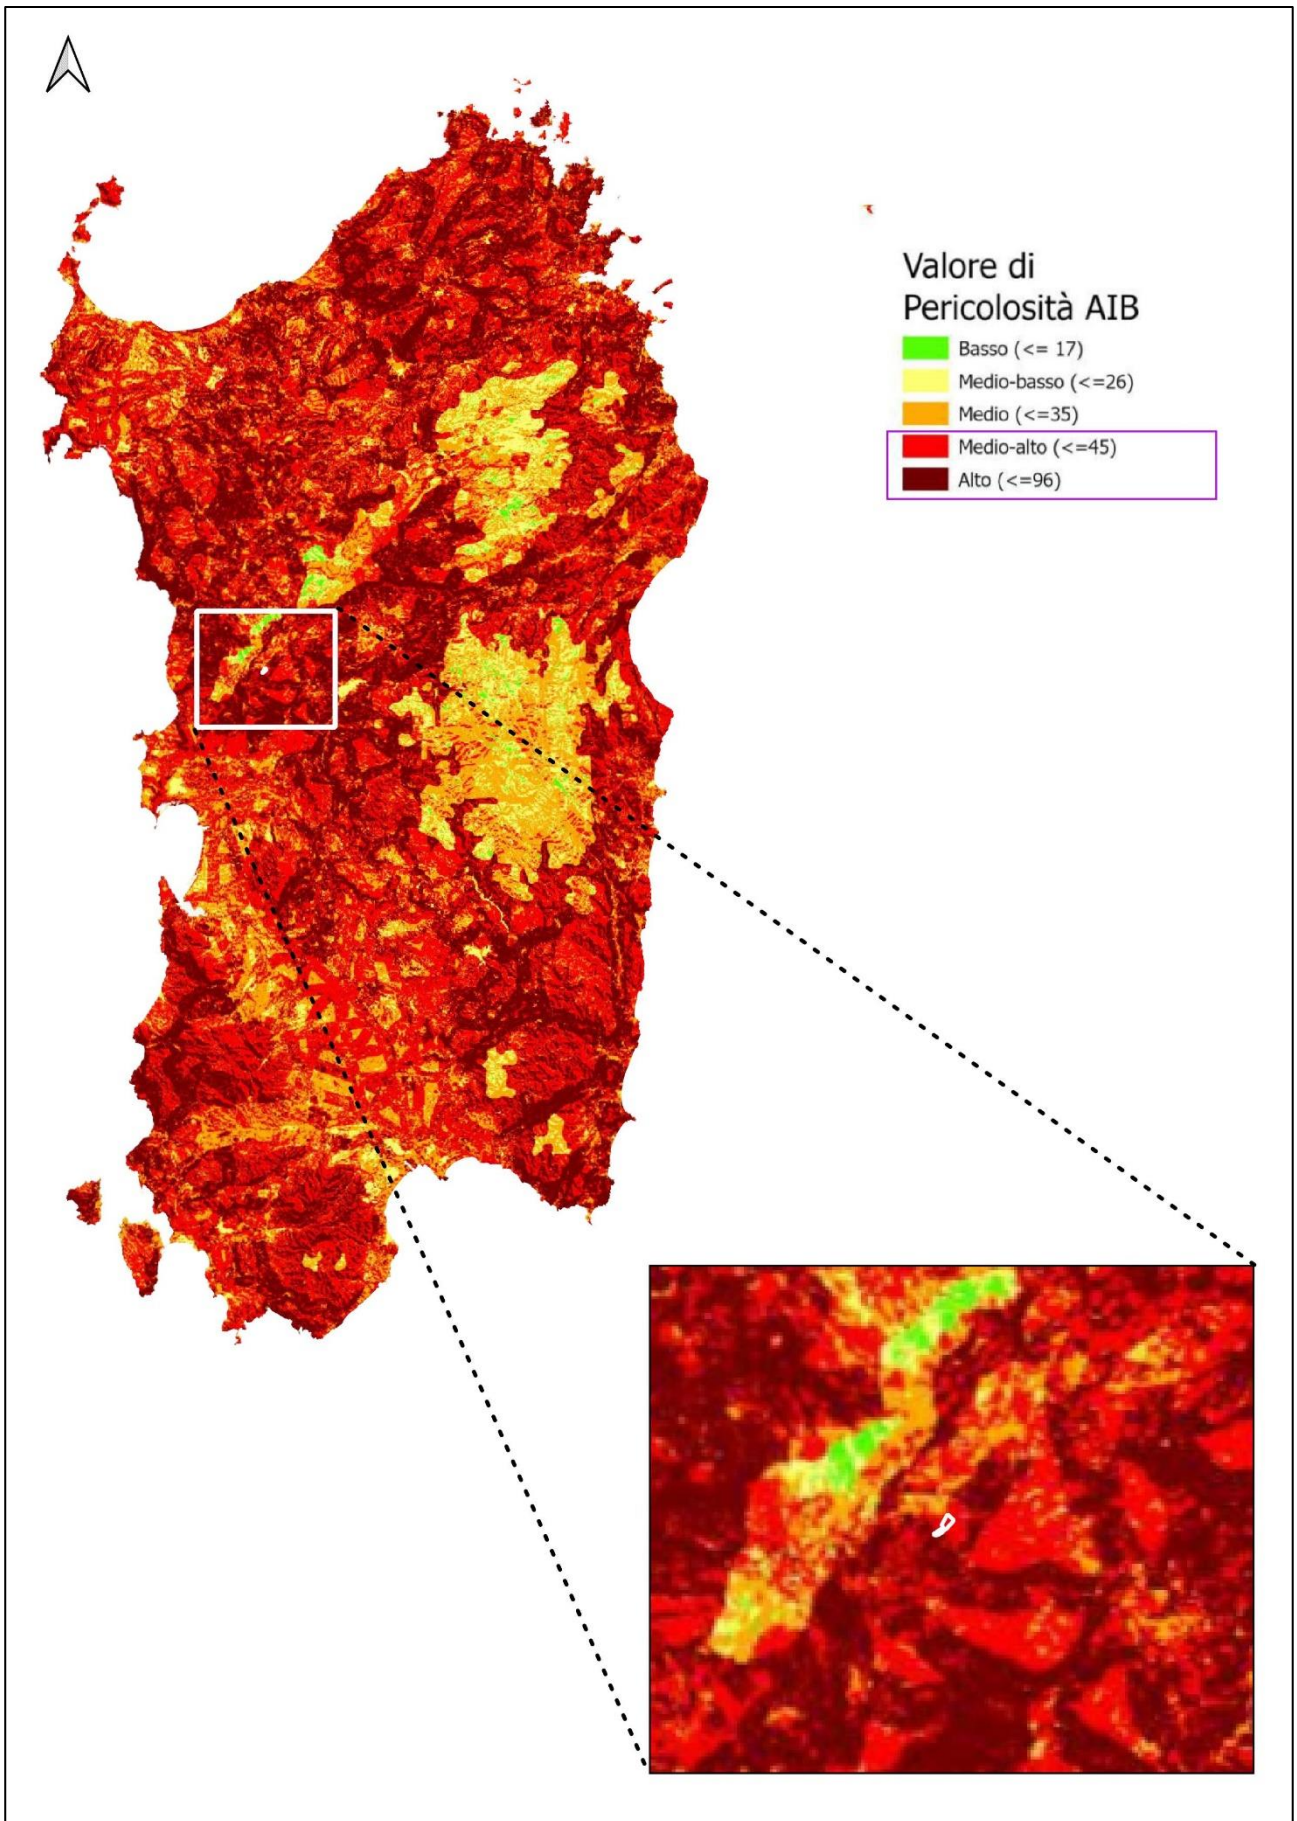 Valore di
Pericolosità AIB
Basso (<= 17)
Medio-basso (<=26)
Medio (<=35)
Medio-alto (<=45)
Alto (<=96)